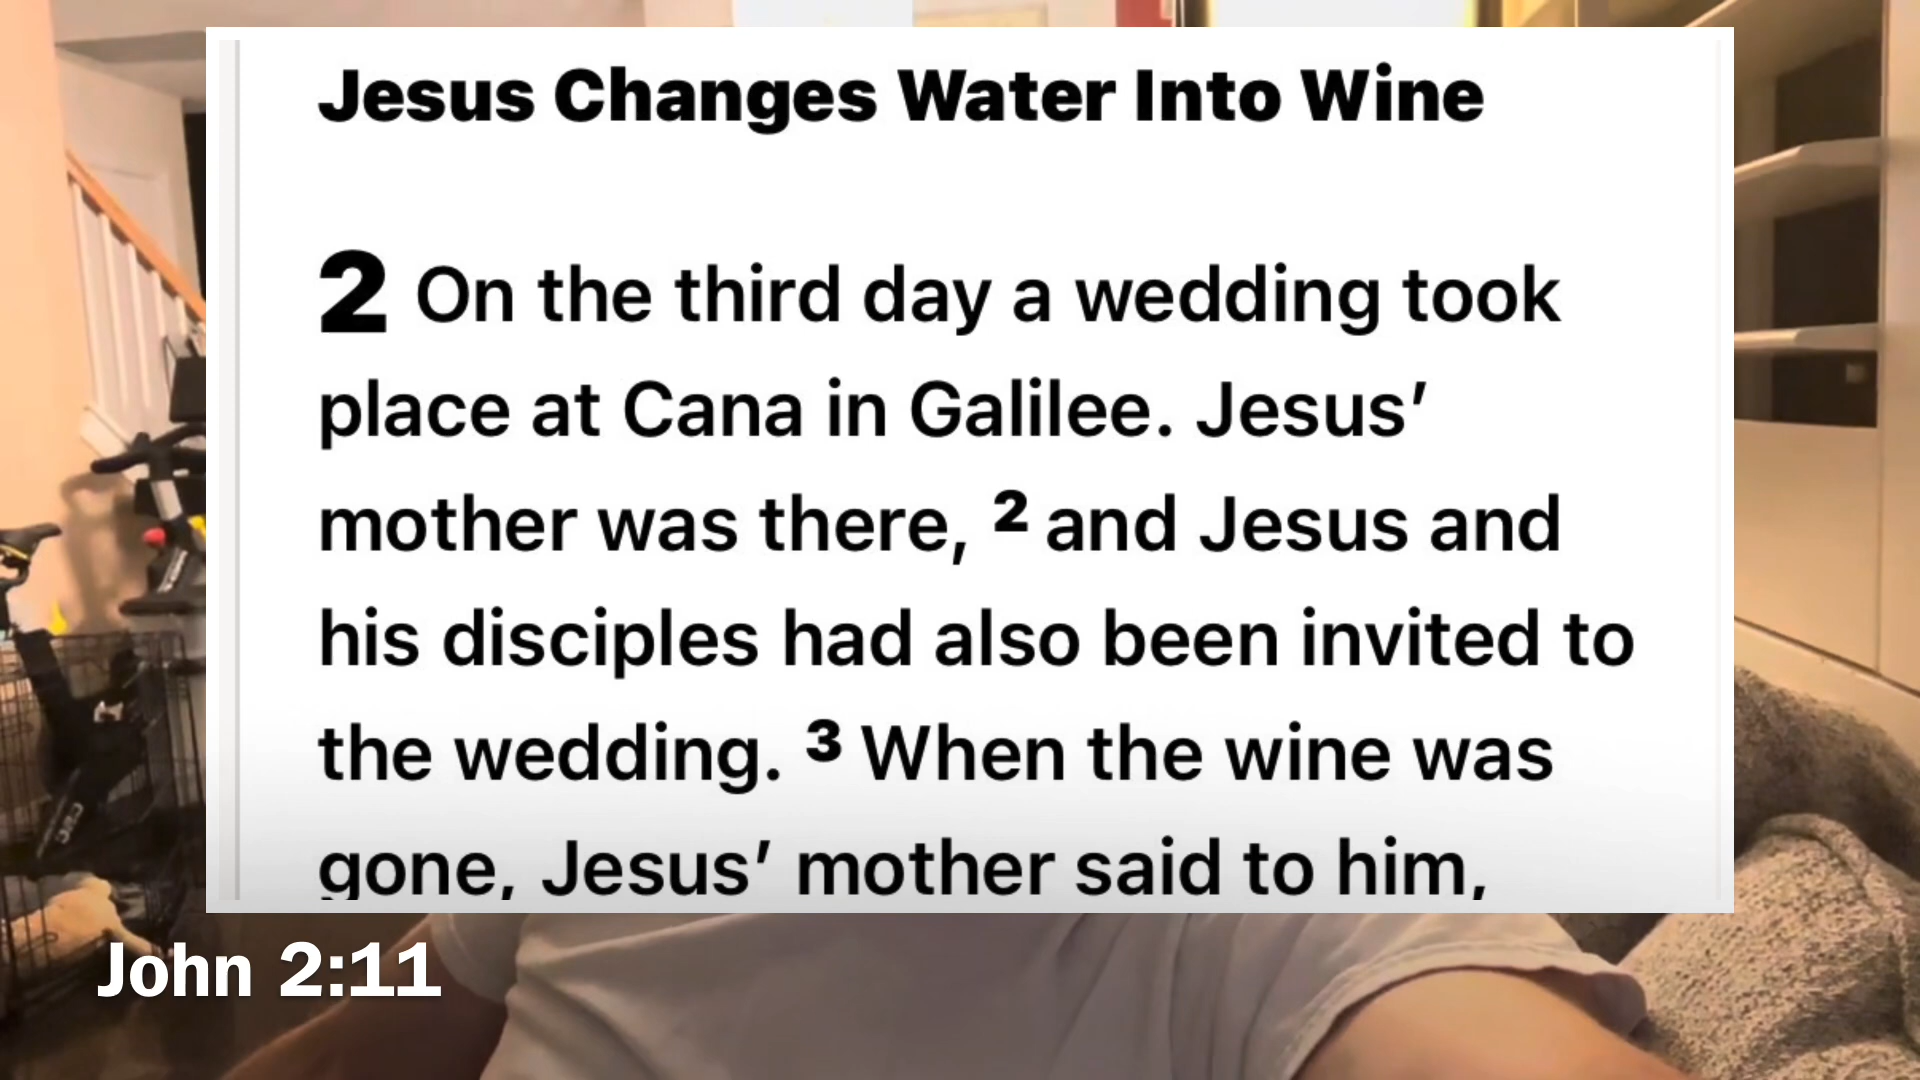 Jesus Changes Water Into Wine
2 On the third day a wedding took
place at Cana in Galilee. Jesus’
mother was there, 2 and Jesus and
his disciples had also been invited to
the wedding. 3 When the wine was
gone, Jesus’ mother said to him,
John 2:11